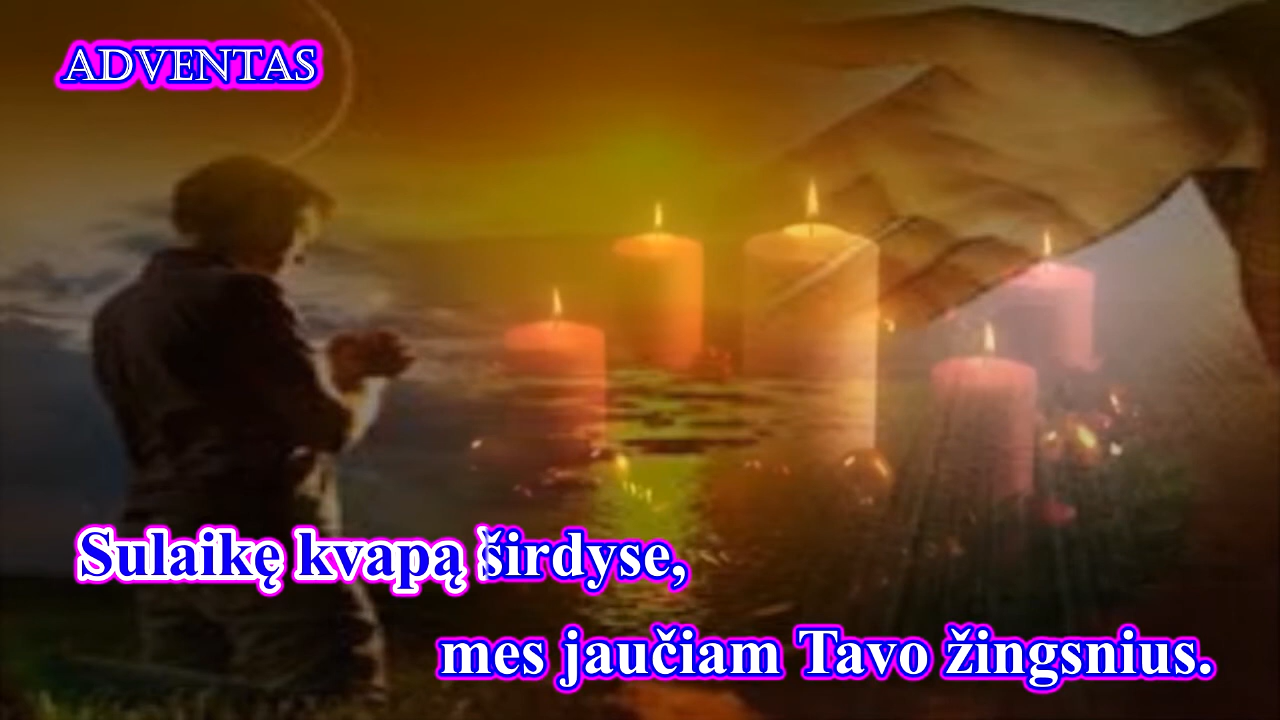 ADVENTAS
Sulaikę kvapą širdyse,
mes jaučiam Tavo žingsnius.